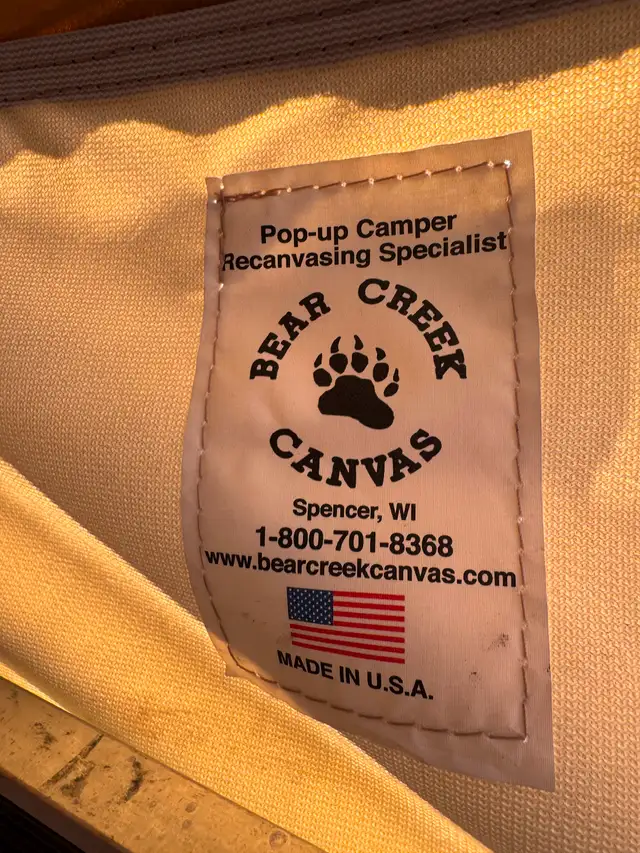 Pop-up Camper
Recanvasing Specialist
BEAR CREEK
CANVAS
Spencer, WI
1-800-701-8368
www.bearcreekcanvas.com
MADE IN U.S.A.